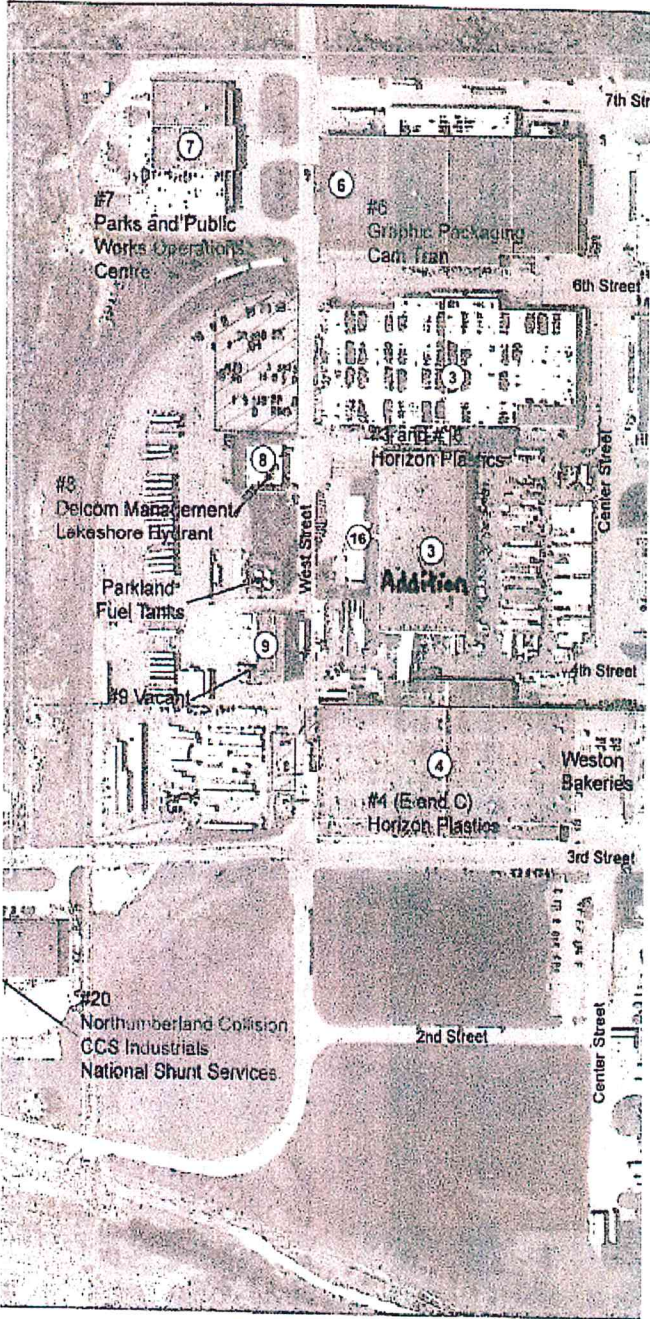 7th Str
7
6
#7
Parks and Public
Works Operations
Centre
#6
Graphic Packaging
Cam Tran
6th Street
3
#3 and #16
Horizon Plastics
Center Street
8
#8
Delcom Management
Lakeshore Hydrant
West Street
16
3
Addition
Parkland
Fuel Tanks
9
4th Street
#9 Vacant
4
Weston
Bakeries
#4 (E and C)
Horizon Plastics
3rd Street
#20
Northumberland Collision
CCS Industrials
National Shunt Services
2nd Street
Center Street